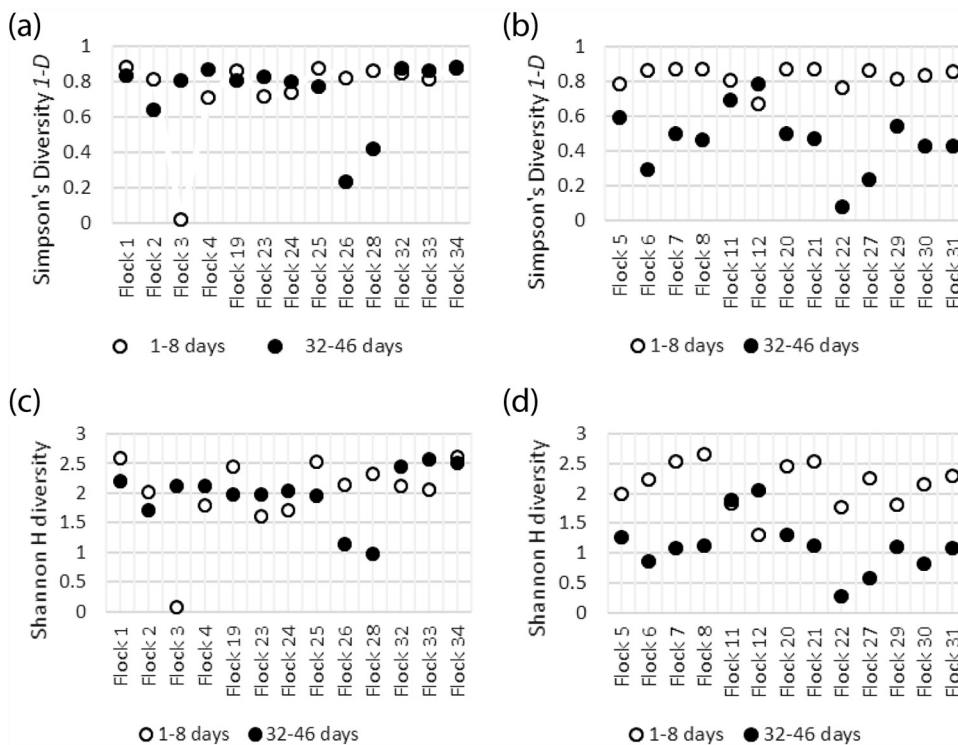 (a)
Simpson's Diversity 1-D
1
0.8
0.6
0.4
0.2
0
Flock 1
Flock 2
Flock 3
Flock 4
Flock 19
Flock 23
Flock 24
Flock 25
Flock 26
Flock 28
Flock 32
Flock 33
Flock 34
1-8 days 32-46 days
(b)
Simpson's Diversity 1-D
1
0.8
0.6
0.4
0.2
0
Flock 5
Flock 6
Flock 7
Flock 8
Flock 11
Flock 12
Flock 20
Flock 21
Flock 22
Flock 27
Flock 29
Flock 30
Flock 31
1-8 days 32-46 days
(c)
Shannon H diversity
3
2.5
2
1.5
1
0.5
0
Flock 1
Flock 2
Flock 3
Flock 4
Flock 19
Flock 23
Flock 24
Flock 25
Flock 26
Flock 28
Flock 32
Flock 33
Flock 34
1-8 days 32-46 days
(d)
Shannon H diversity
3
2.5
2
1.5
1
0.5
0
Flock 5
Flock 6
Flock 7
Flock 8
Flock 11
Flock 12
Flock 20
Flock 21
Flock 22
Flock 27
Flock 29
Flock 30
Flock 31
1-8 days 32-46 days